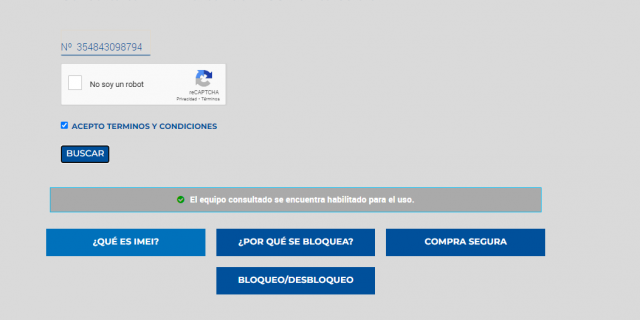 Nº 354843098794
No soy un robot
reCAPTCHA
Privacidad - Términos
ACEPTO TERMINOS Y CONDICIONES
BUSCAR
El equipo consultado se encuentra habilitado para el uso.
¿QUÉ ES IMEI?
¿POR QUÉ SE BLOQUEA?
COMPRA SEGURA
BLOQUEO/DESBLOQUEO